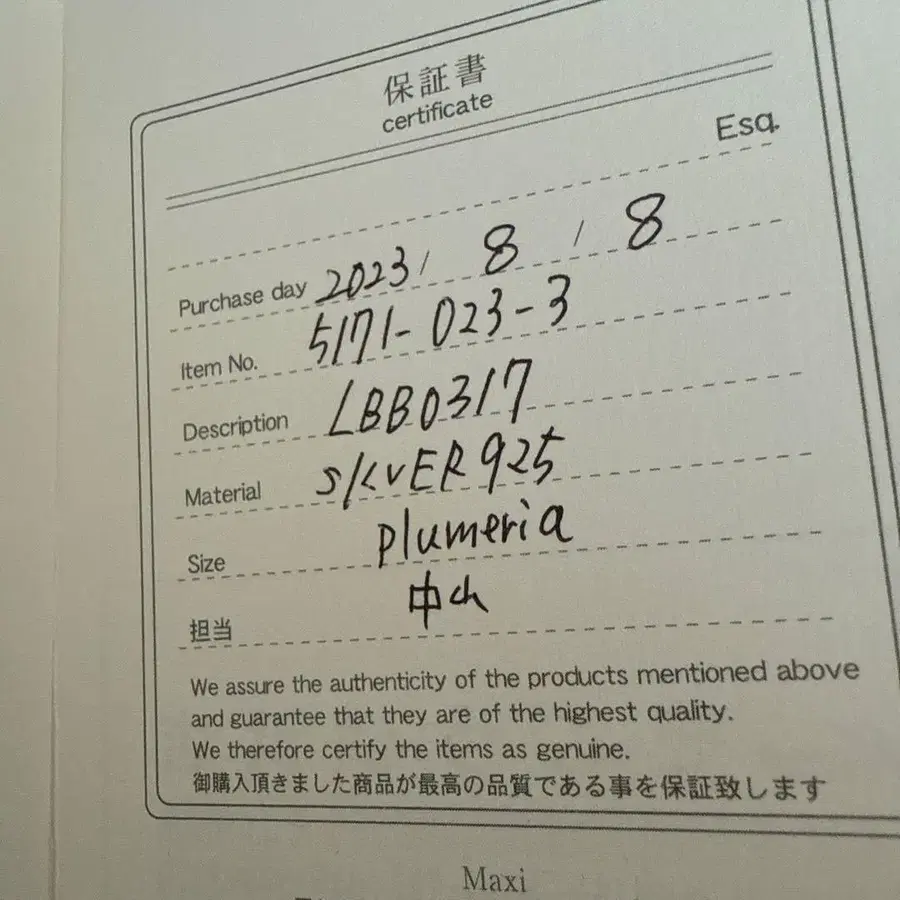 保証書
certificate
Esq.
Purchase day 2023/ 8 / 8
Item No. 5171-023-3
Description LBB0317
Material SILVER925
Size plumeria
担当
We assure the authenticity of the products mentioned above
and guarantee that they are of the highest quality.
We therefore certify the items as genuine.
御購入頂きました商品が最高の品質である事を保証致します
Maxi